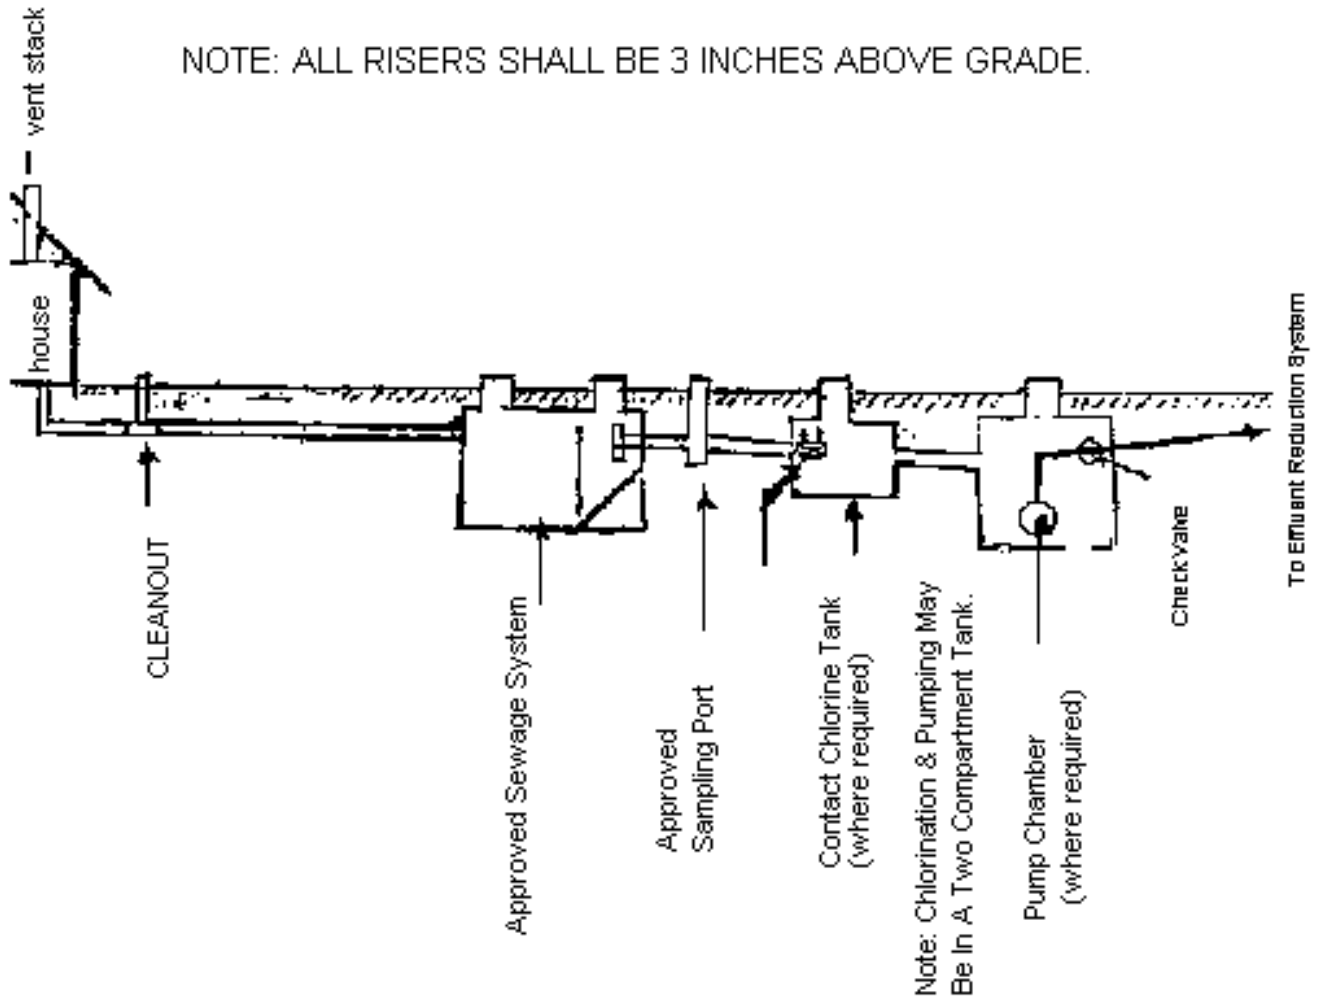 NOTE: ALL RISERS SHALL BE 3 INCHES ABOVE GRADE.
vent stack
house
CLEANOUT
Approved Sewage System
Approved
Sampling Port
Contact Chlorine Tank
(where required)
Note: Chlorination & Pumping May
Be In A Two Compartment Tank.
Pump Chamber
(where required)
Check Valve
To Effluant Reduction System